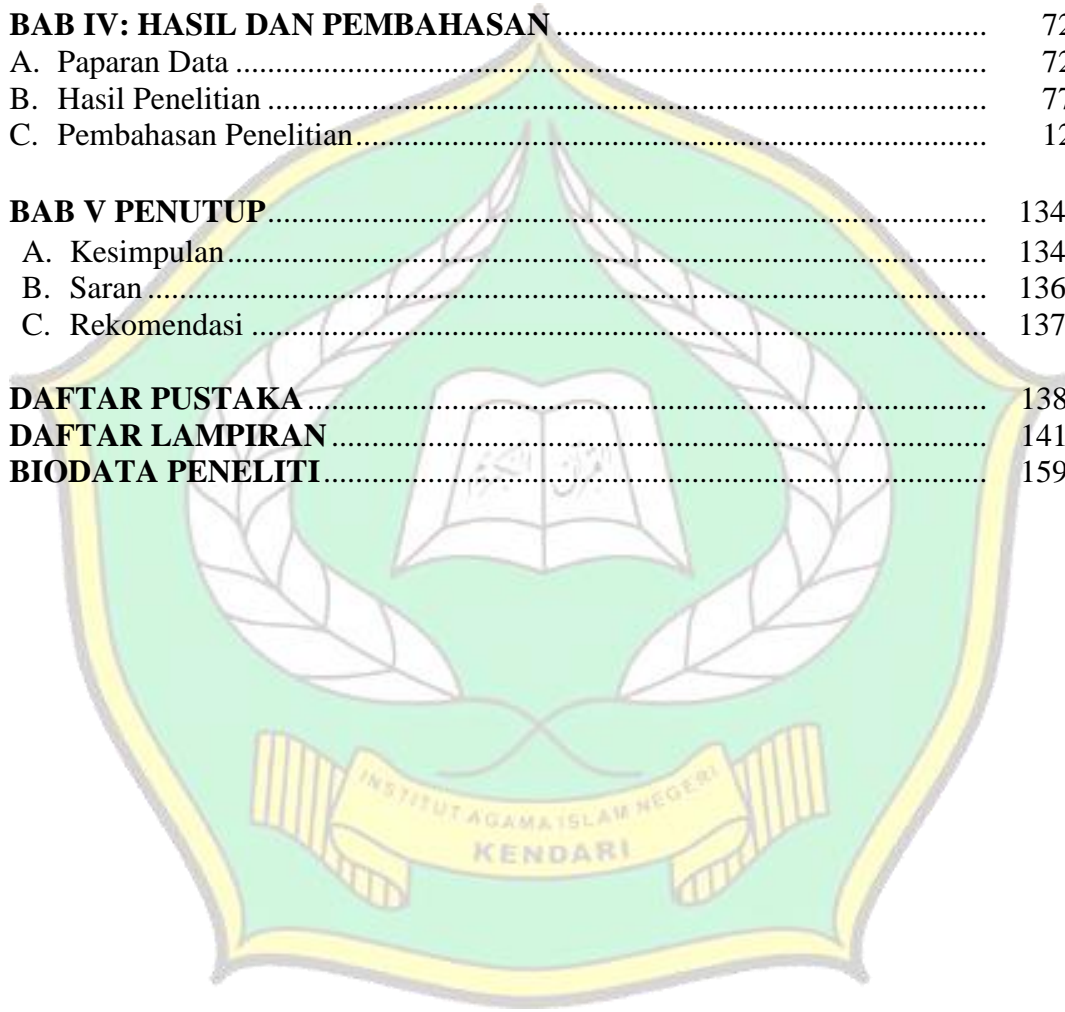 BAB IV: HASIL DAN PEMBAHASAN ........ 72
A. Paparan Data ........ 72
B. Hasil Penelitian ........ 77
C. Pembahasan Penelitian ........ 12
BAB V PENUTUP ........ 134
A. Kesimpulan ........ 134
B. Saran ........ 136
C. Rekomendasi ........ 137
DAFTAR PUSTAKA ........ 138
DAFTAR LAMPIRAN ........ 141
BIODATA PENELITI ........ 159
INSTITUT AGAMA ISLAM NEGERI
KENDARI